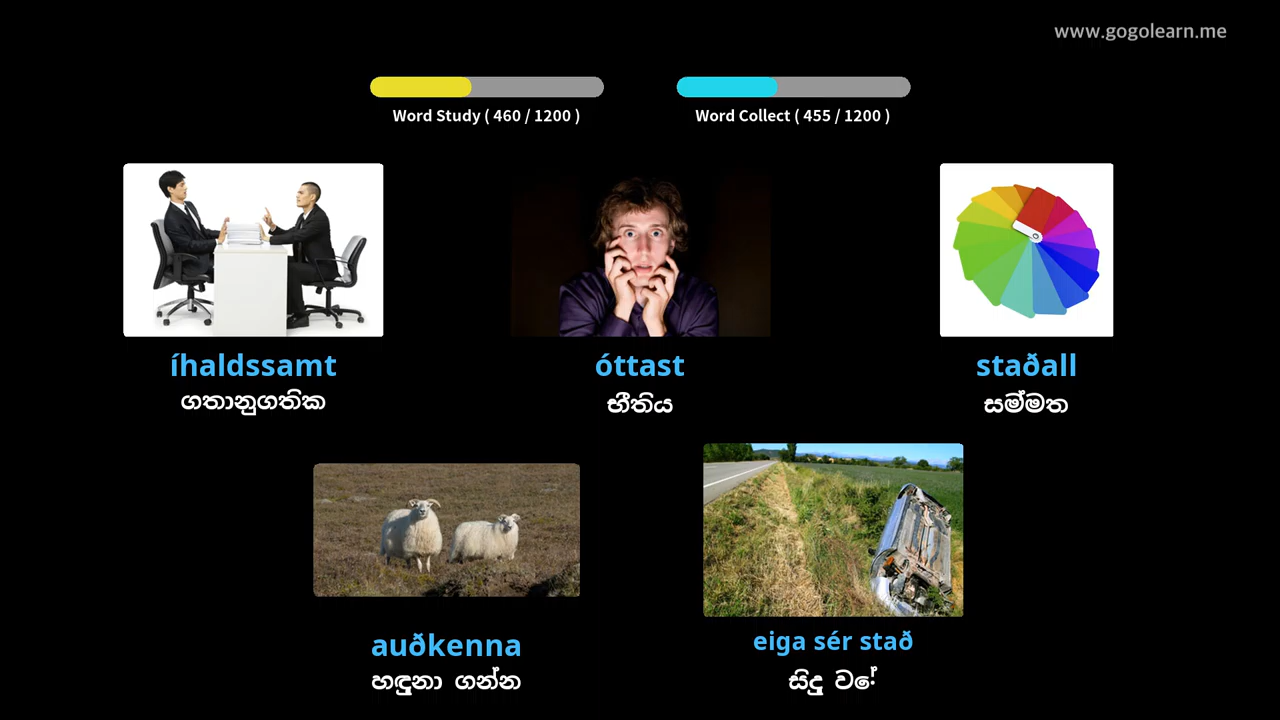 www.gogolearn.me
Word Study ( 460 / 1200 )
Word Collect ( 455 / 1200 )
íhaldssamt
ගතානුගතික
óttast
භීතිය
staðall
සම්මත
auðkenna
හඳුනා ගන්න
eiga sér stað
සිදු වේ!